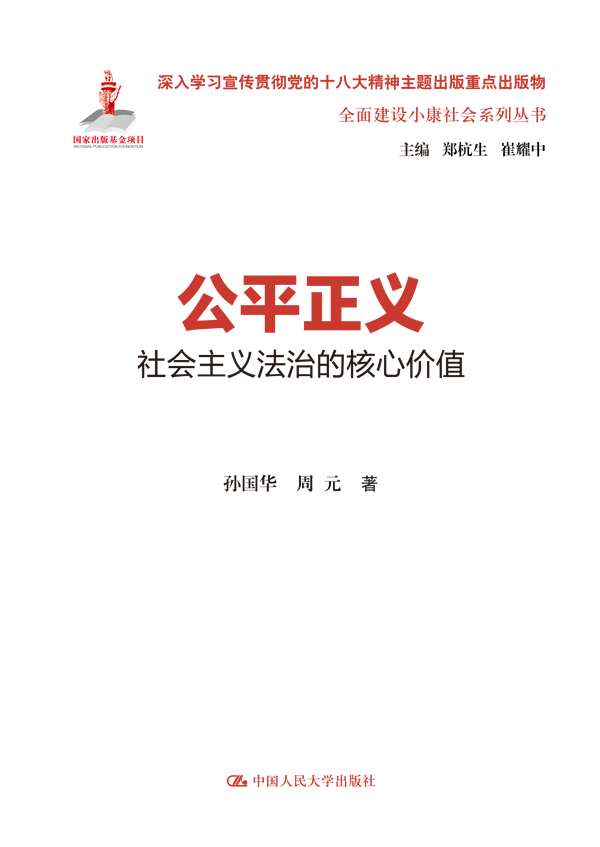 深入学习宣传贯彻党的十八大精神主题出版重点出版物
全面建设小康社会系列丛书
主编 郑杭生 崔耀中
国家出版基金项目
NATIONAL PUBLICATION FOUNDATION
公平正义
社会主义法治的核心价值
孙国华 周元 著
中国人民大学出版社